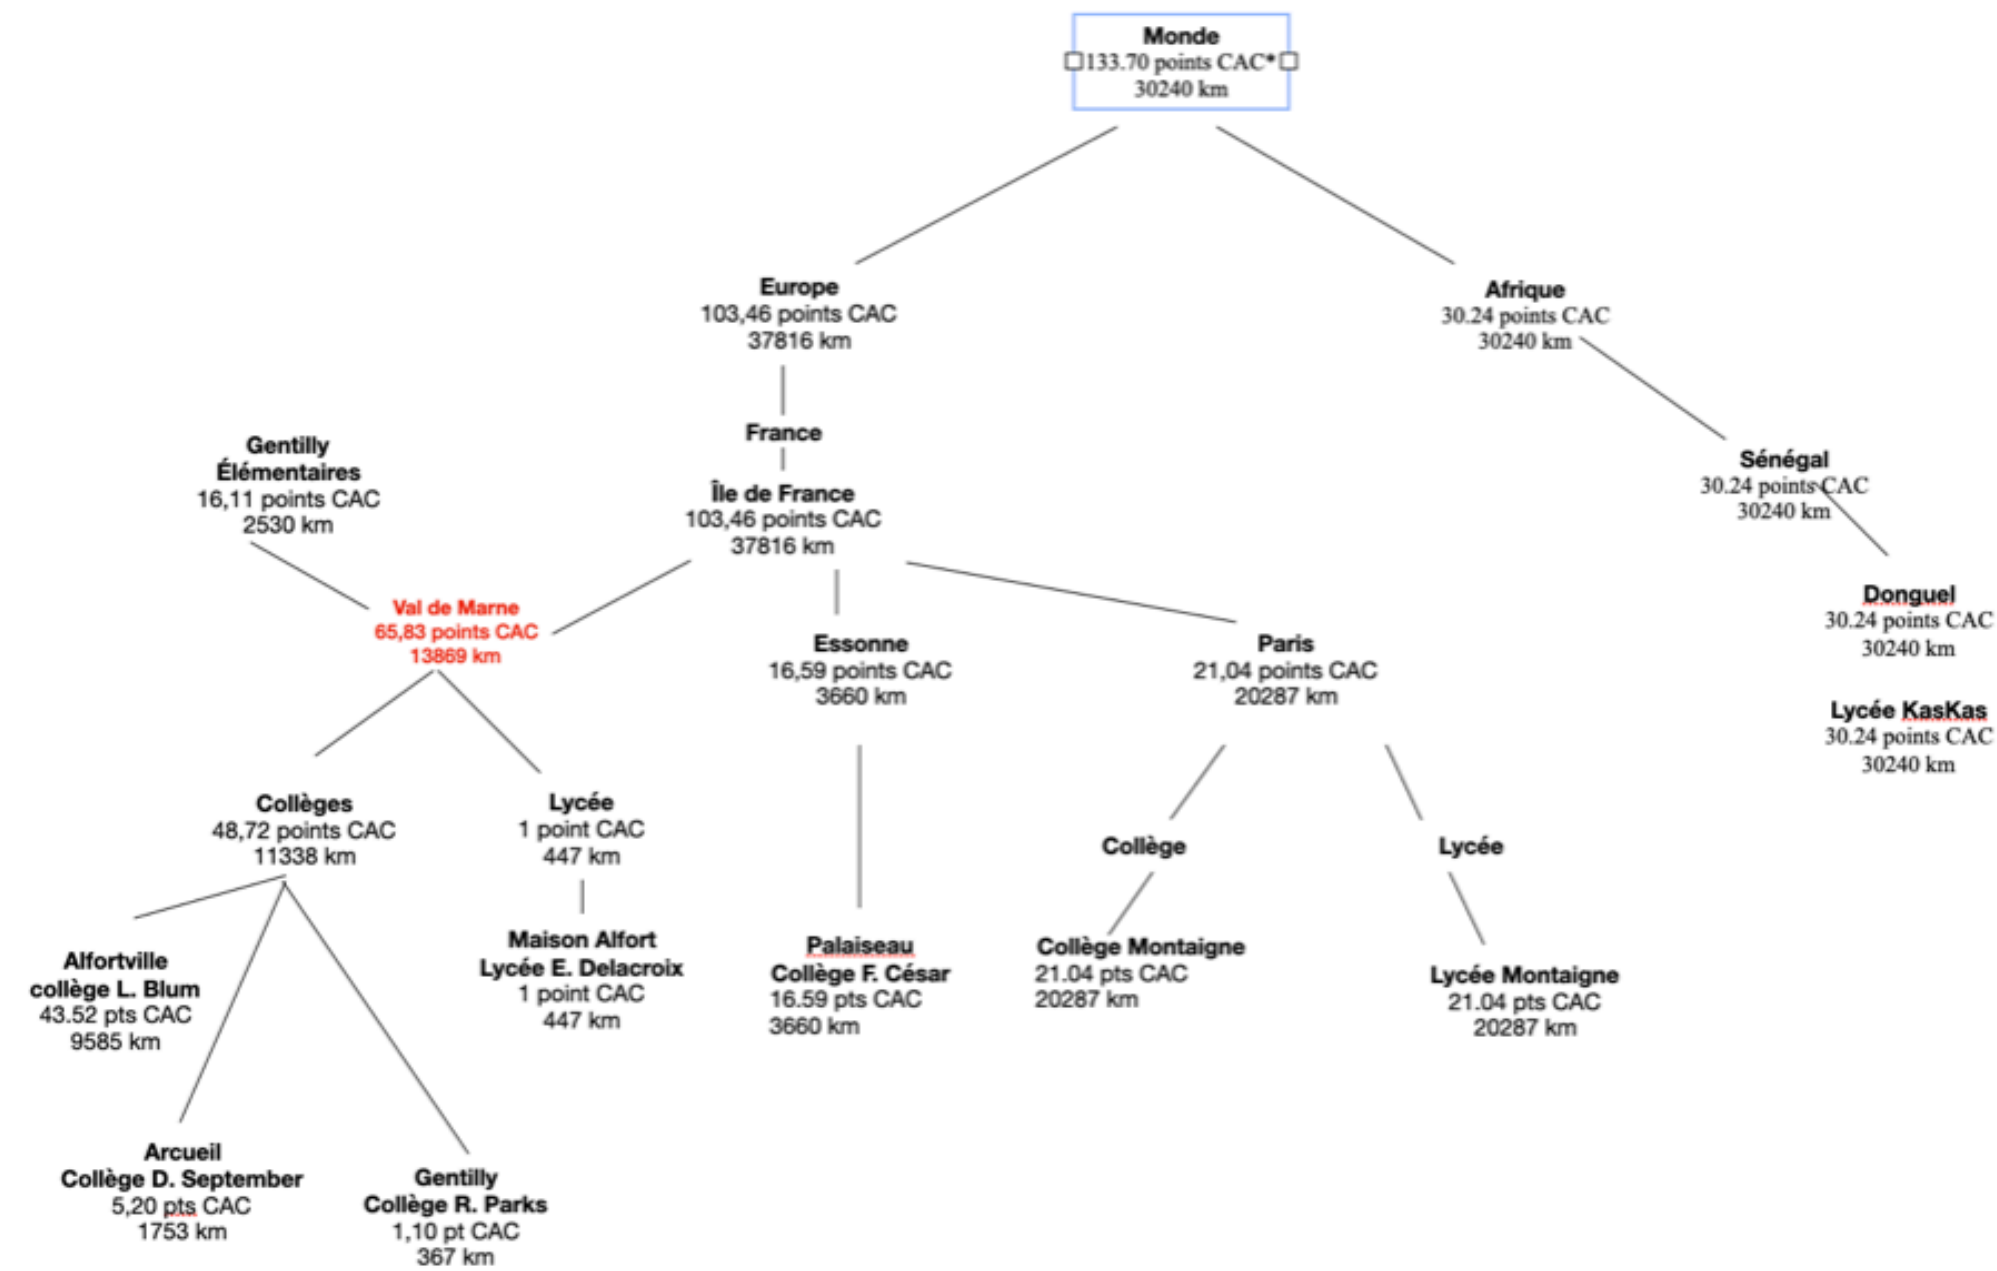 Monde
133.70 points CAC*
30240 km
Europe
103,46 points CAC
37816 km
Afrique
30.24 points CAC
30240 km
France
Gentilly
Élémentaires
16,11 points CAC
2530 km
Île de France
103,46 points CAC
37816 km
Sénégal
30.24 points CAC
30240 km
Val de Marne
65,83 points CAC
13869 km
Essonne
16,59 points CAC
3660 km
Paris
21,04 points CAC
20287 km
Donguel
30.24 points CAC
30240 km
Lycée KasKas
30.24 points CAC
30240 km
Collèges
48,72 points CAC
11338 km
Lycée
1 point CAC
447 km
Collège
Lycée
Alfortville
collège L. Blum
43.52 pts CAC
9585 km
Maison Alfort
Lycée E. Delacroix
1 point CAC
447 km
Palaiseau
Collège F. César
16.59 pts CAC
3660 km
Collège Montaigne
21.04 pts CAC
20287 km
Lycée Montaigne
21.04 pts CAC
20287 km
Arcueil
Collège D. September
5,20 pts CAC
1753 km
Gentilly
Collège R. Parks
1,10 pt CAC
367 km